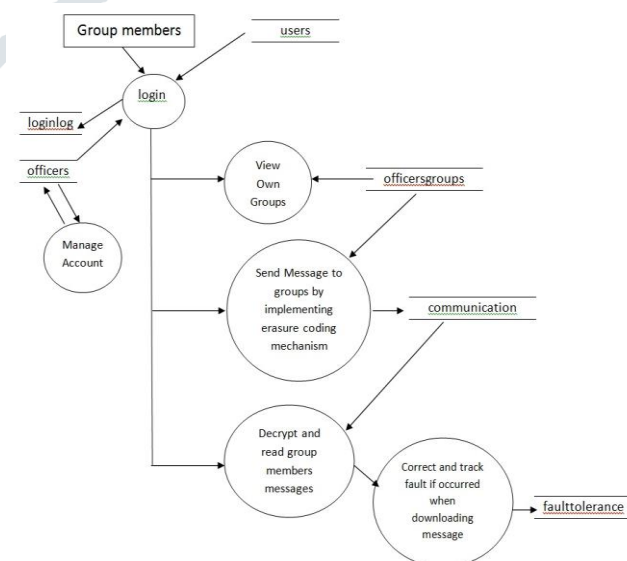 Group members
users
login
loginlog
officers
View
Own
Groups
officersgroups
Manage
Account
Send Message to
groups by
implementing
erasure coding
mechanism
communication
Decrypt and
read group
members
messages
Correct and track
fault if occurred
when
downloading
message
faulttolerance